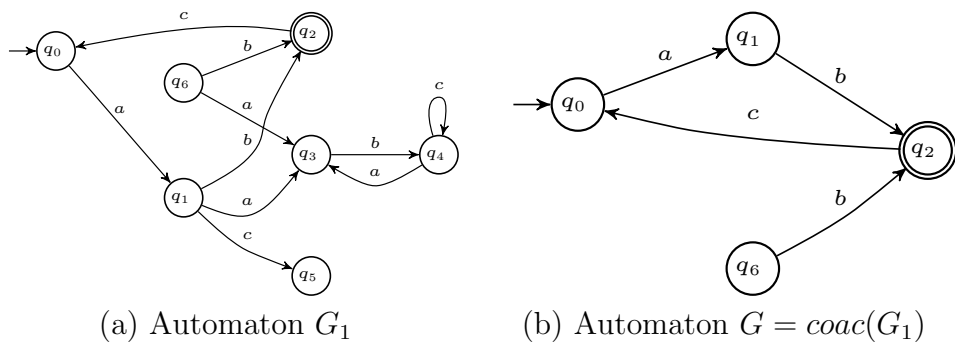 c
q₂
q₀
b
q₆
a
a
c
b
q₃
b
q₄
a
q₁
a
c
q₅
(a) Automaton G₁
q₁
a
b
q₀
c
q₂
b
q₆
(b) Automaton G = coac(G₁)